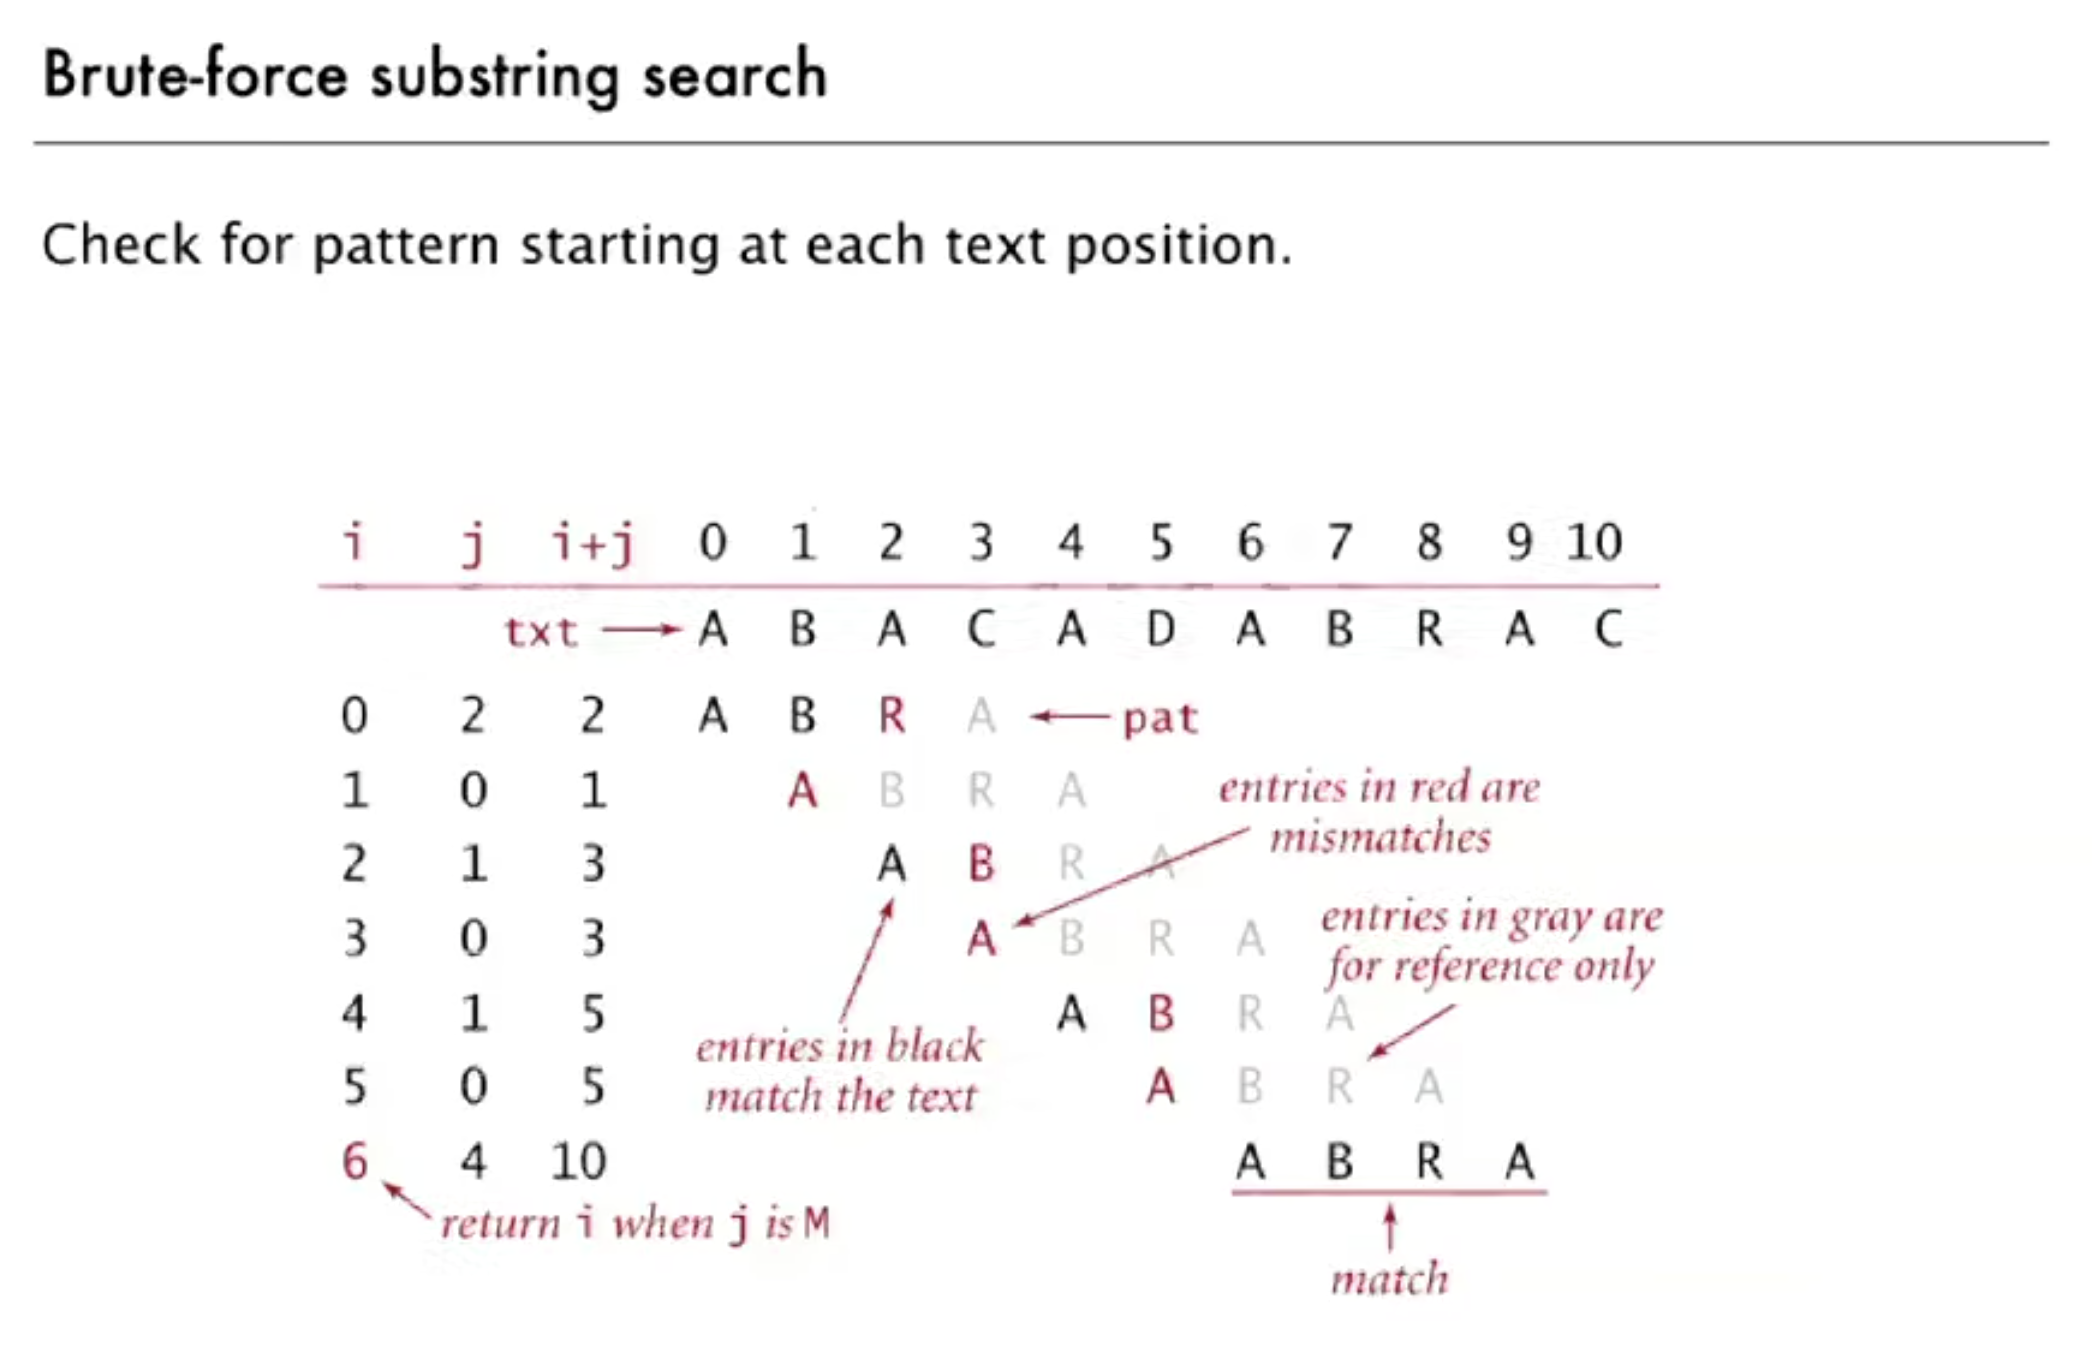 Brute-force substring search
Check for pattern starting at each text position.
i j i+j 0 1 2 3 4 5 6 7 8 9 10
txt A B A C A D A B R A C
0 2 2 A B R A pat
1 0 1 A B R A
entries in red are
mismatches
2 1 3 A B R A
3 0 3 A B R A
entries in gray are
for reference only
4 1 5 A B R A
entries in black
match the text
5 0 5 A B R A
6 4 10 A B R A
return i when j is M
match